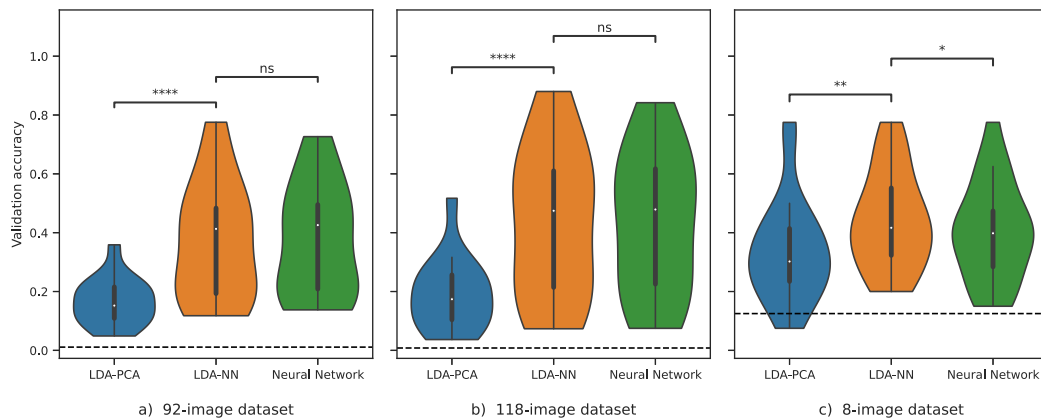 Validation accuracy
1.0
0.8
0.6
0.4
0.2
0.0
****
ns
LDA-PCA
LDA-NN
Neural Network
a) 92-image dataset
****
ns
LDA-PCA
LDA-NN
Neural Network
b) 118-image dataset
**
*
LDA-PCA
LDA-NN
Neural Network
c) 8-image dataset